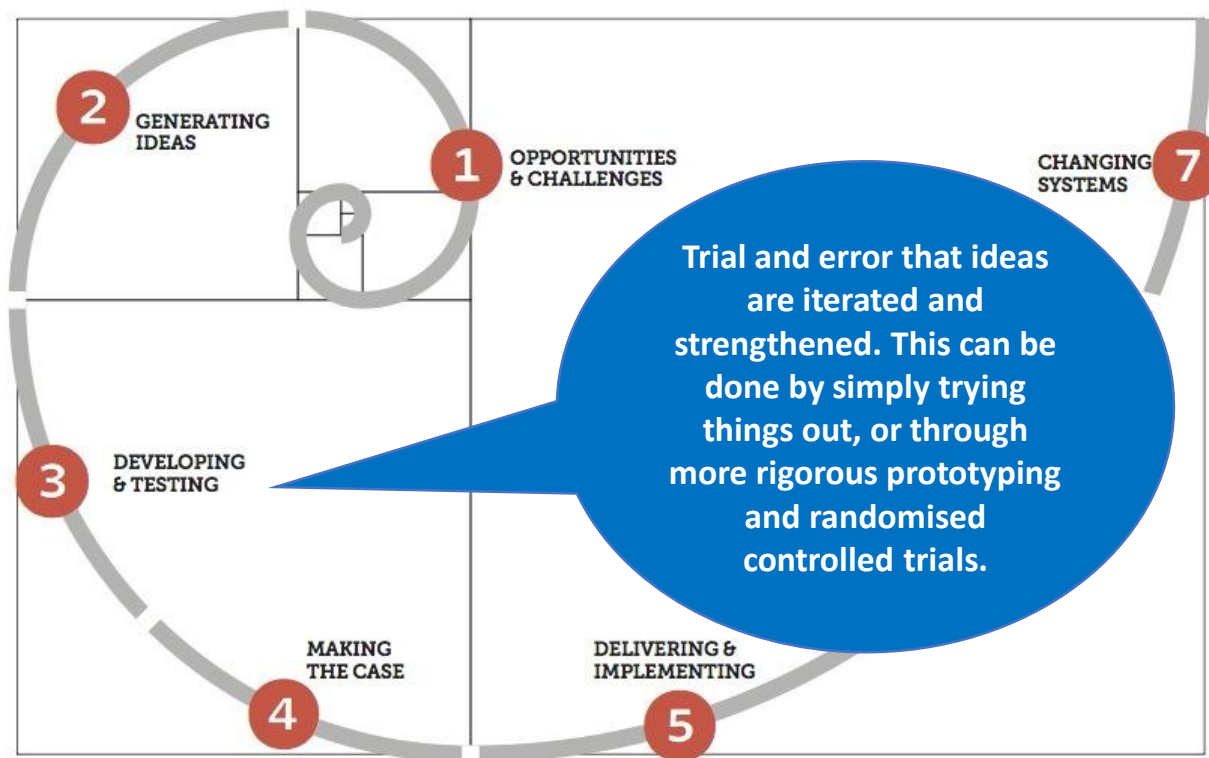 2
GENERATING
IDEAS
1
OPPORTUNITIES
& CHALLENGES
CHANGING
SYSTEMS
7
Trial and error that ideas
are iterated and
strengthened. This can be
done by simply trying
things out, or through
more rigorous prototyping
and randomised
controlled trials.
3
DEVELOPING
& TESTING
MAKING
THE CASE
4
DELIVERING &
IMPLEMENTING
5